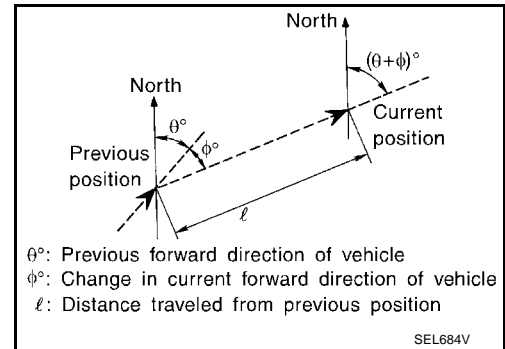 North
(θ+φ)°
North
θ°
φ°
Current
position
Previous
position
ℓ
θ°: Previous forward direction of vehicle
φ°: Change in current forward direction of vehicle
ℓ: Distance traveled from previous position
SEL684V